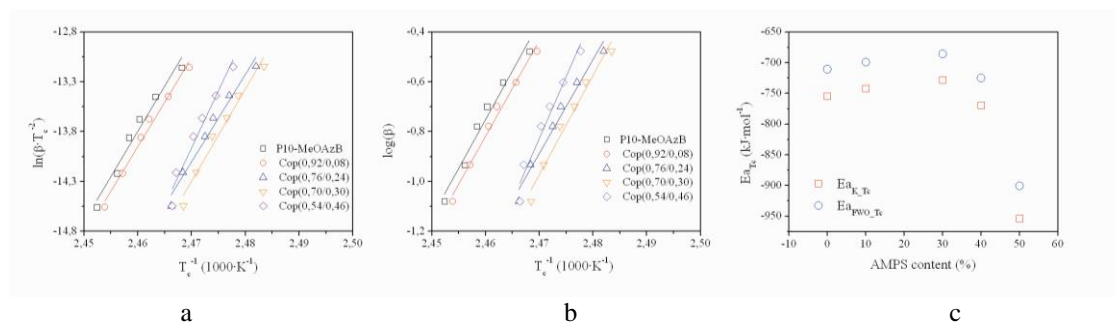 -12,8
-13,3
-13,8
-14,3
-14,8
ln(β·T_c^-2)
2,45 2,46 2,47 2,48 2,49 2,50
T_c^-1 (1000·K^-1)
P10-MeOAzB
Cop(0,92/0,08)
Cop(0,76/0,24)
Cop(0,70/0,30)
Cop(0,54/0,46)
a
-0,4
-0,6
-0,8
-1,0
-1,2
log(β)
2,45 2,46 2,47 2,48 2,49 2,50
T_c^-1 (1000·K^-1)
P10-MeOAzB
Cop(0,92/0,08)
Cop(0,76/0,24)
Cop(0,70/0,30)
Cop(0,54/0,46)
b
-650
-700
-750
-800
-850
-900
-950
Ea_Tc (kJ·mol^-1)
Ea_K_Tc
Ea_FWO_Tc
-10 0 10 20 30 40 50 60
AMPS content (%)
c